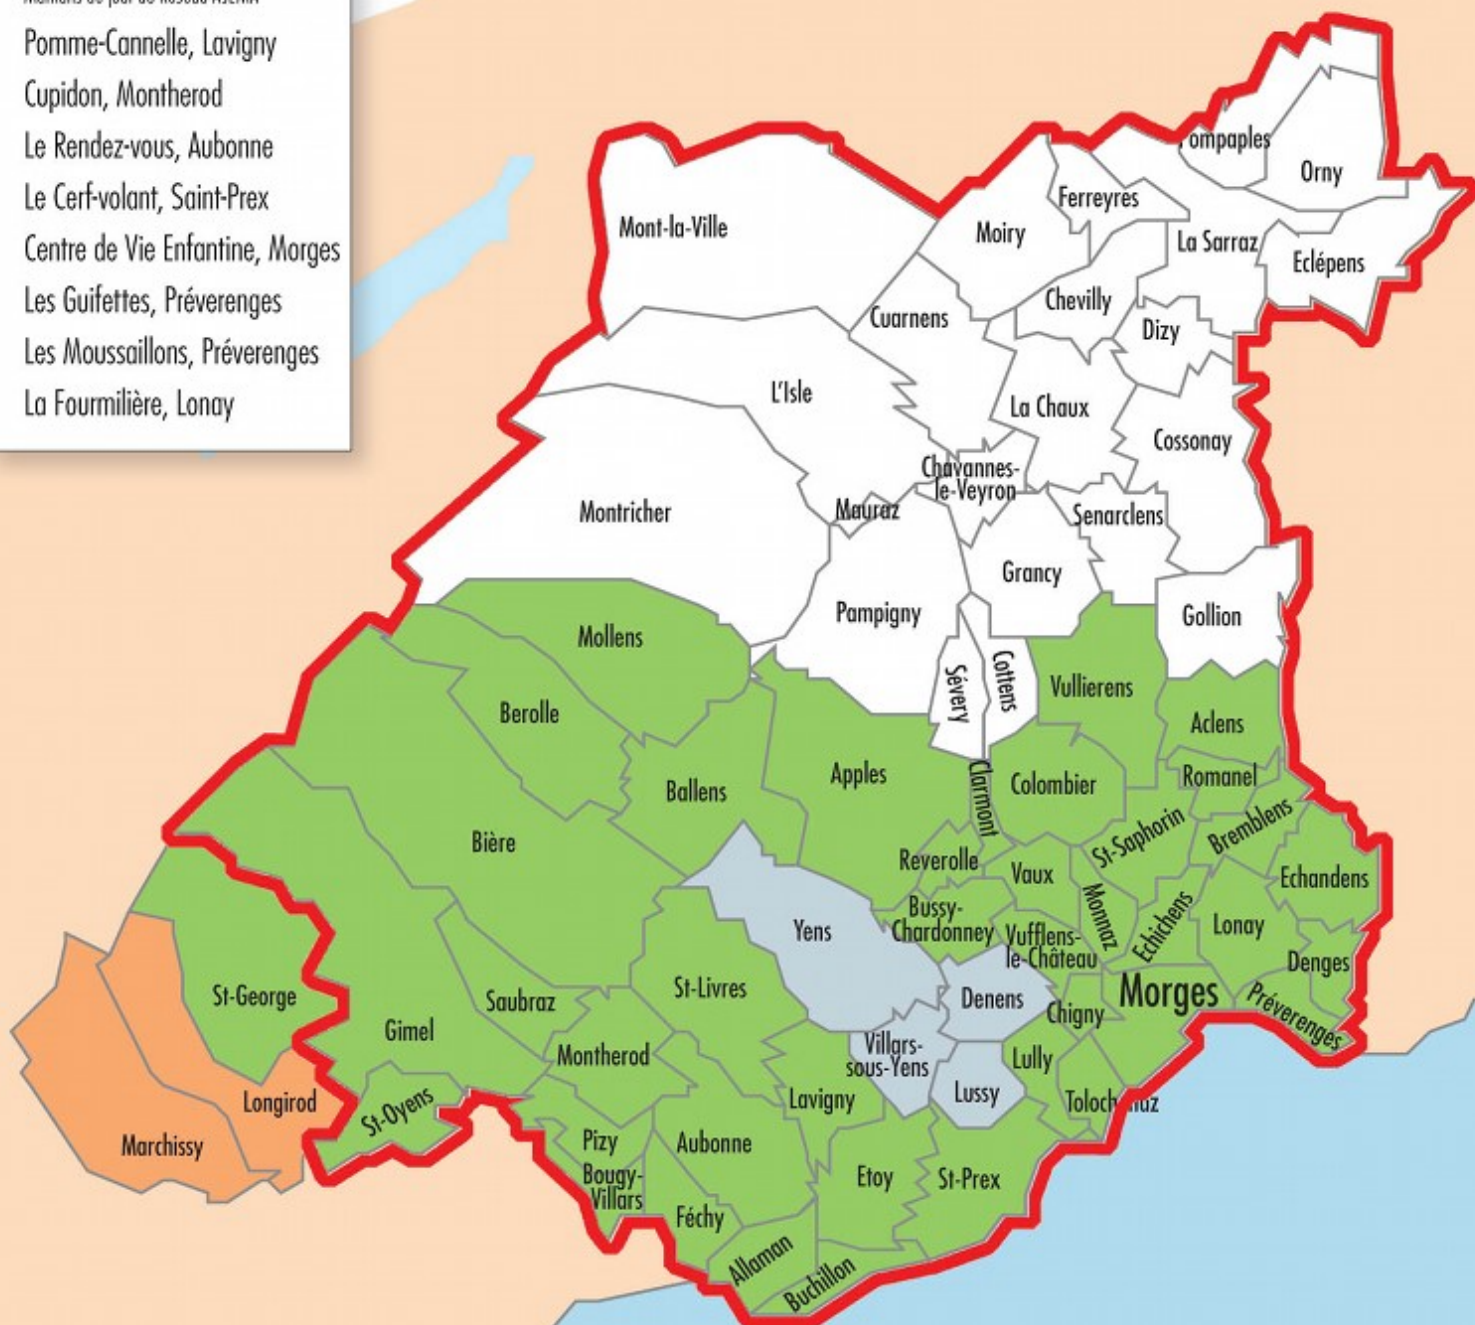 Pomme-Cannelle, Lavigny
Cupidon, Montherod
Le Rendez-vous, Aubonne
Le Cerf-volant, Saint-Prex
Centre de Vie Enfantine, Morges
Les Guifettes, Préverenges
Les Moussaillons, Préverenges
La Fourmilière, Lonay
ompaples
Orny
Ferreyres
Mont-la-Ville
Moiry
La Sarraz
Eclépens
Chevilly
Cuarnens
Dizy
L'Isle
La Chaux
Cossonay
Chavannes-
le-Veyron
Montricher
Mauraz
Senarclens
Grancy
Pampigny
Gollion
Mollens
Sévery
Cottens
Vullierens
Berolle
Aclens
Apples
Clarmont
Colombier
Romanel
Ballens
Bière
St-Saphorin
Bremblens
Reverolle
Vaux
Echandens
Bussy-
Chardonney
Monnaz
Echichens
Lonay
Yens
Vufflens-
le-Château
Denges
St-George
Saubraz
St-Livres
Denens
Morges
Préverenges
Chigny
Gimel
Montherod
Villars-
sous-Yens
Lully
Longirod
St-Oyens
Lavigny
Lussy
Marchissy
Pizy
Aubonne
Bougy-
Villars
Etoy
St-Prex
Féchy
Allaman
Buchillon